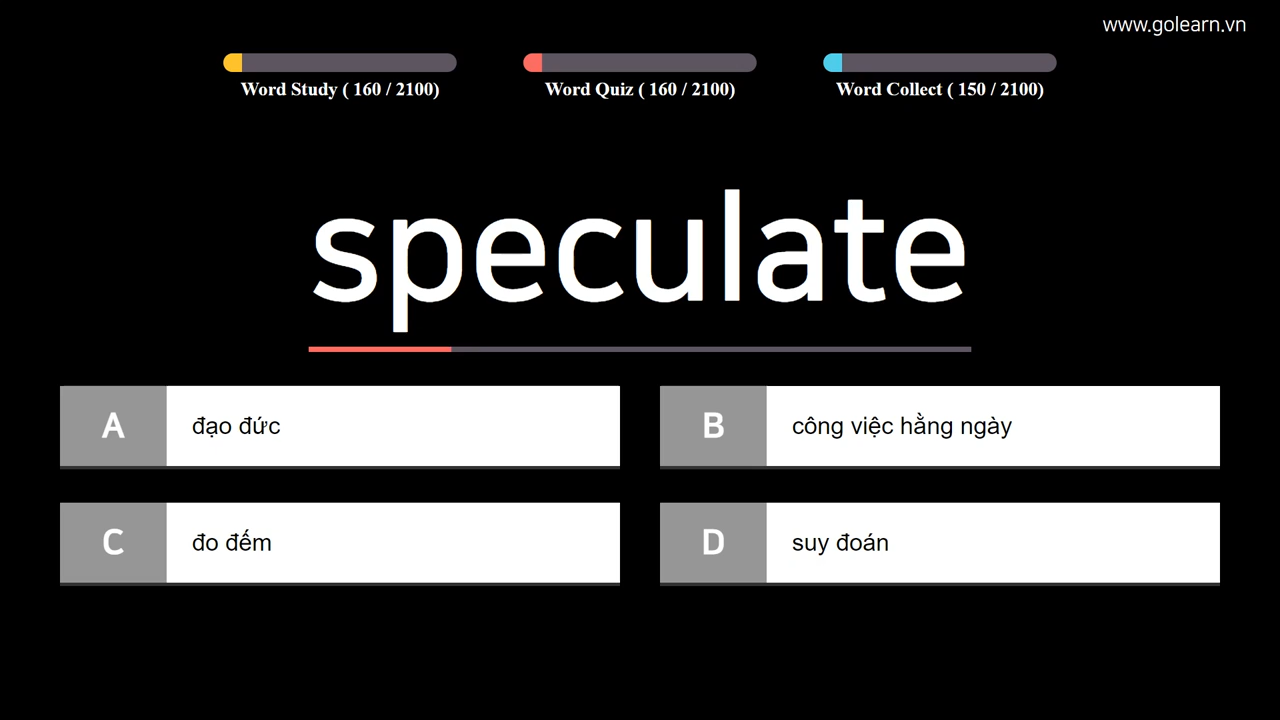 www.golearn.vn
Word Study ( 160 / 2100)
Word Quiz ( 160 / 2100)
Word Collect ( 150 / 2100)
speculate
A đạo đức
B công việc hằng ngày
C đo đếm
D suy đoán